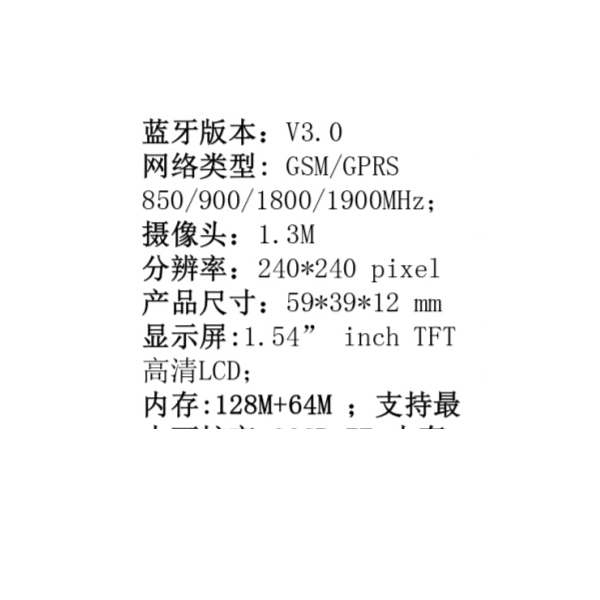 蓝牙版本：V3.0
网络类型: GSM/GPRS
850/900/1800/1900MHz；
摄像头：1.3M
分辨率：240*240 pixel
产品尺寸：59*39*12 mm
显示屏:1.54” inch TFT
高清LCD；
内存:128M+64M ；支持最